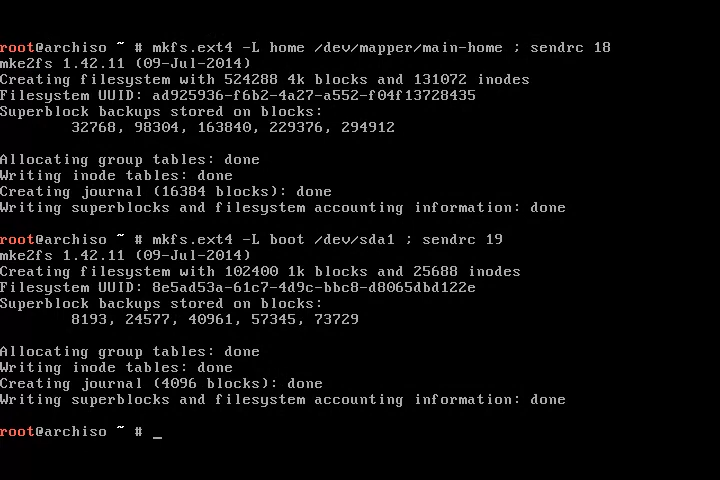 root@archiso ~ # mkfs.ext4 -L home /dev/mapper/main-home ; sendrc 18
mke2fs 1.42.11 (09-Jul-2014)
Creating filesystem with 524288 4k blocks and 131072 inodes
Filesystem UUID: ad925936-f6b2-4a27-a552-f04f13728435
Superblock backups stored on blocks:
        32768, 98304, 163840, 229376, 294912

Allocating group tables: done
Writing inode tables: done
Creating journal (16384 blocks): done
Writing superblocks and filesystem accounting information: done

root@archiso ~ # mkfs.ext4 -L boot /dev/sda1 ; sendrc 19
mke2fs 1.42.11 (09-Jul-2014)
Creating filesystem with 102400 1k blocks and 25688 inodes
Filesystem UUID: 8e5ad53a-61c7-4d9c-bbc8-d8065dbd122e
Superblock backups stored on blocks:
        8193, 24577, 40961, 57345, 73729

Allocating group tables: done
Writing inode tables: done
Creating journal (4096 blocks): done
Writing superblocks and filesystem accounting information: done

root@archiso ~ # _